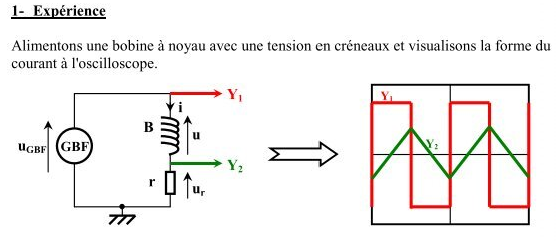 1- Expérience
Alimentons une bobine à noyau avec une tension en créneaux et visualisons la forme du
courant à l'oscilloscope.
Y1
i
B
u
uGBF
GBF
Y2
r
ur
Y1
Y2